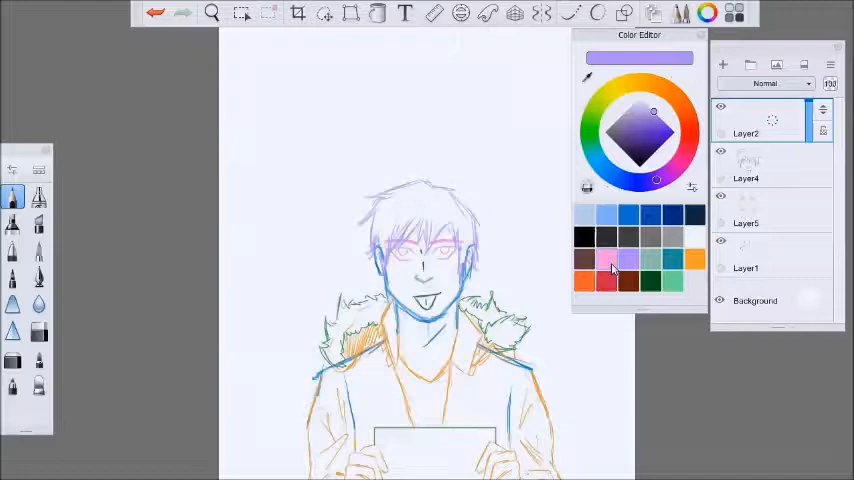 T
Color Editor
Normal
100
Layer2
Layer4
Layer5
Layer1
Background